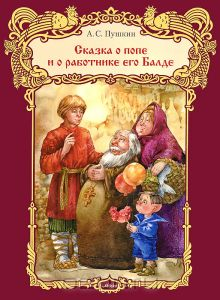 А. С. Пушкин
Сказка о попе
и о работнике его Балде